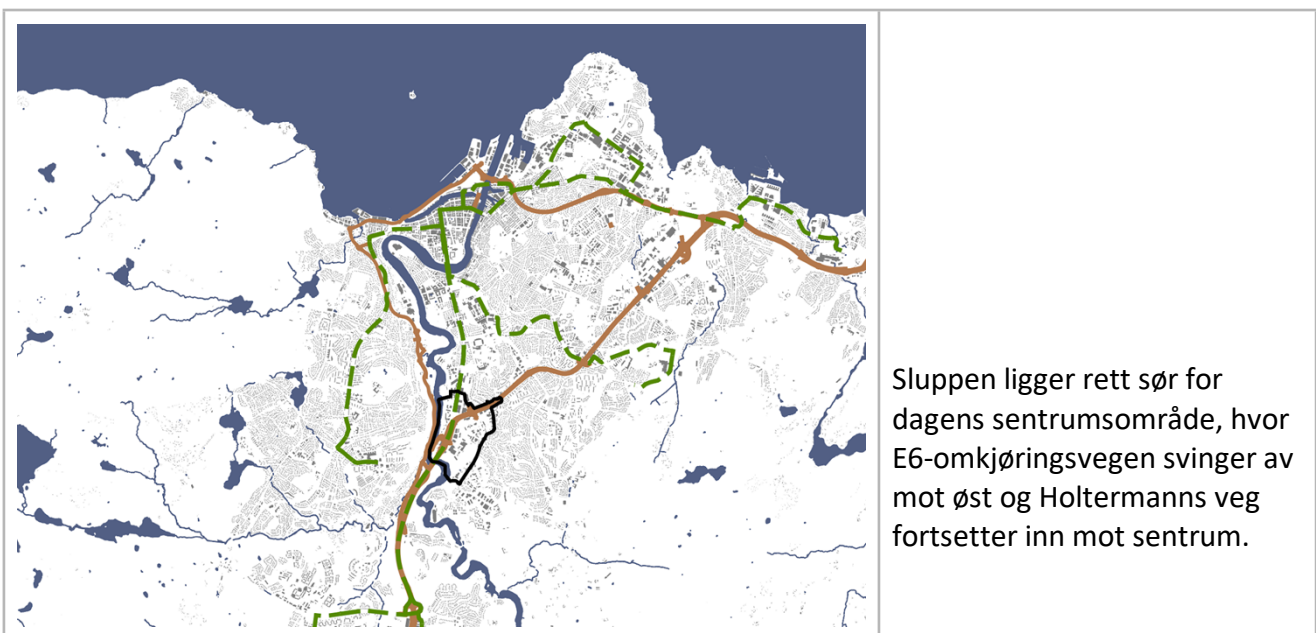 Sluppen ligger rett sør for
dagens sentrumsområde, hvor
E6-omkjøringsvegen svinger av
mot øst og Holtermanns veg
fortsetter inn mot sentrum.